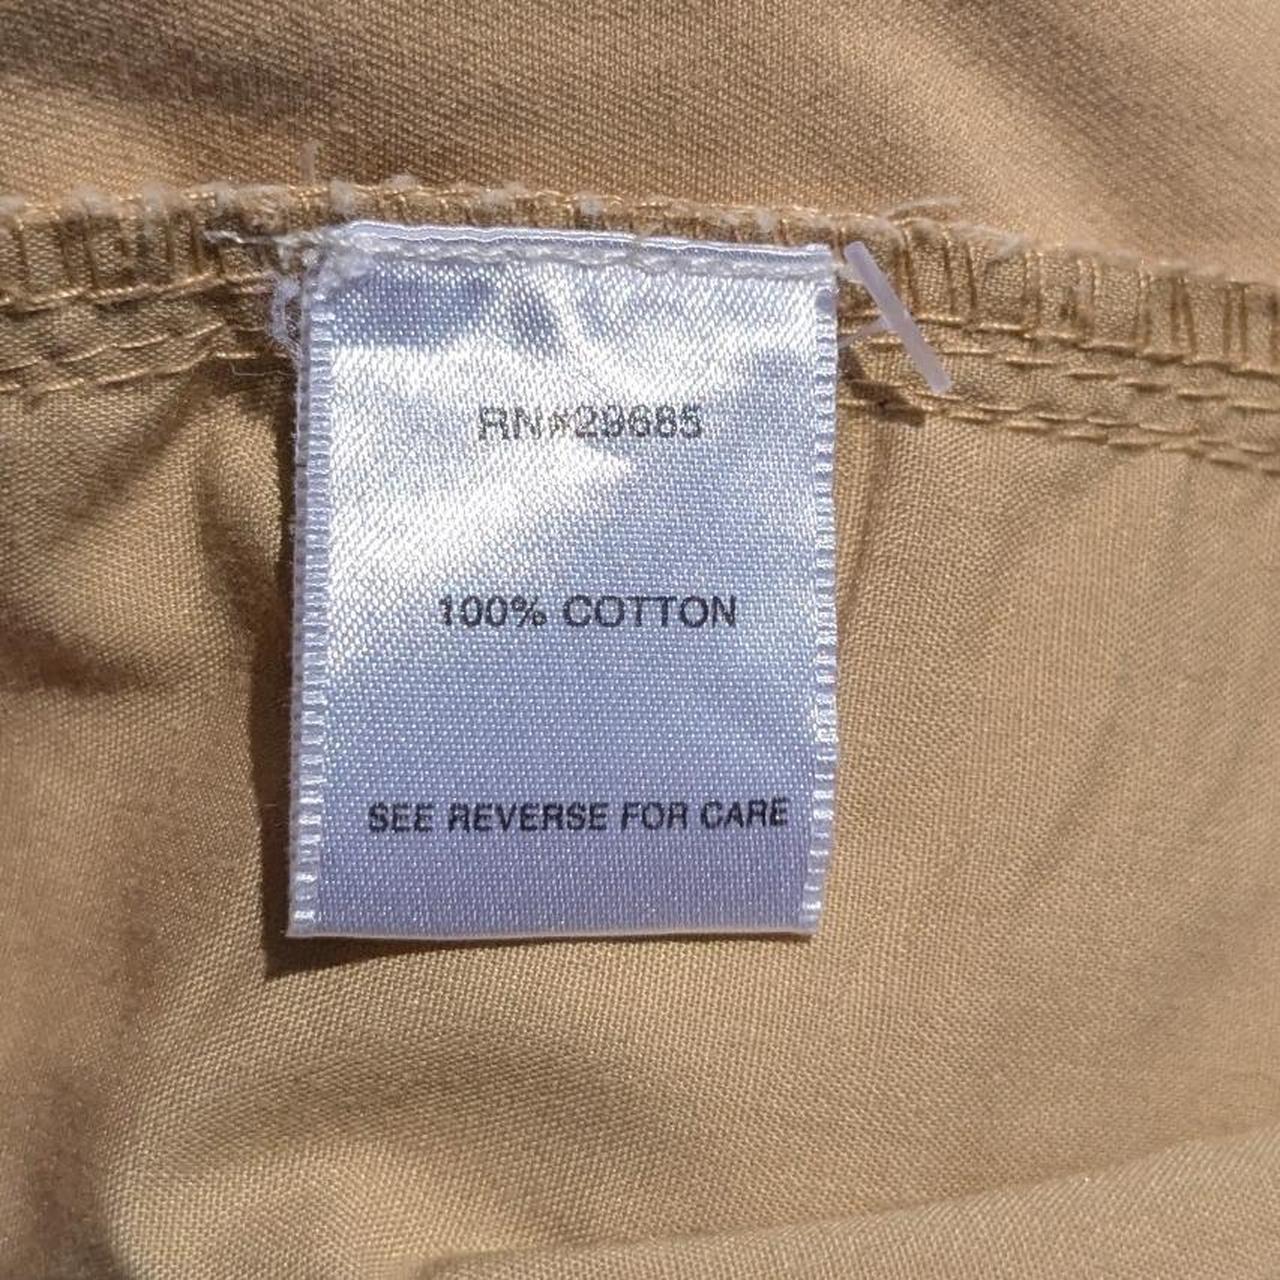 RN#29685
100% COTTON
SEE REVERSE FOR CARE